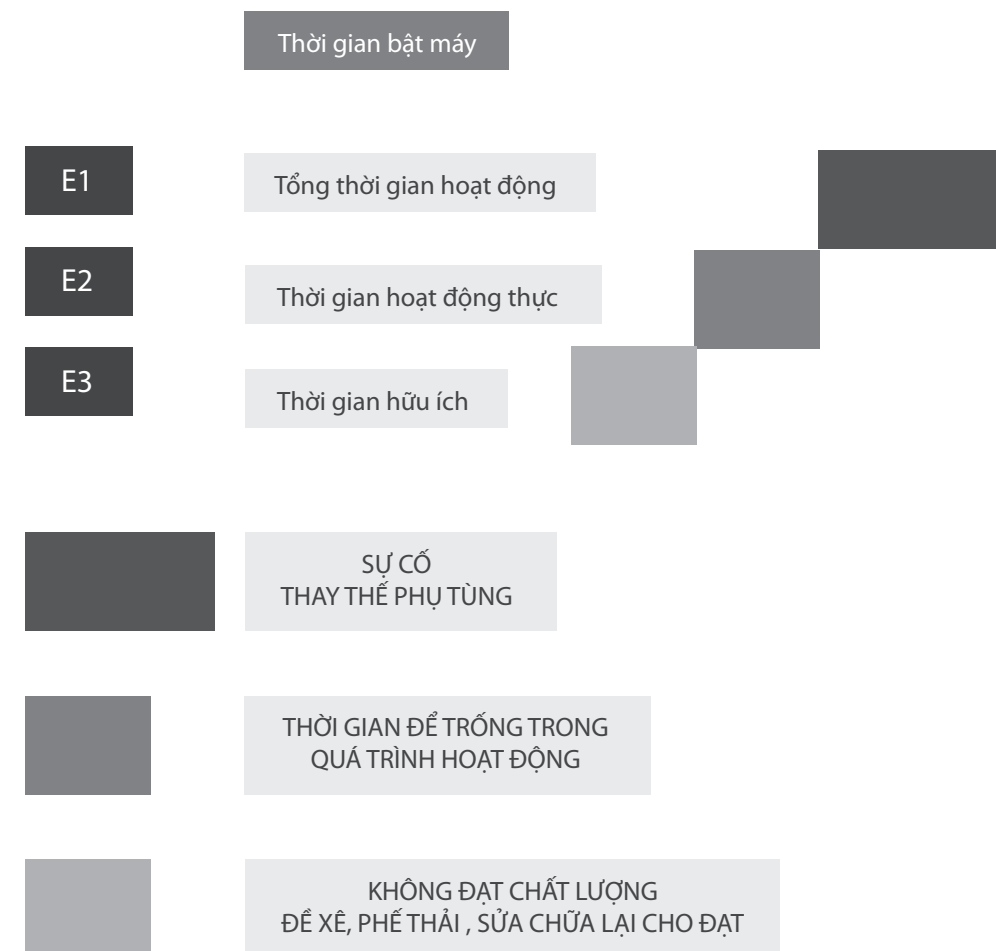 Thời gian bật máy
E1
Tổng thời gian hoạt động
E2
Thời gian hoạt động thực
E3
Thời gian hữu ích
SỰ CỐ
THAY THẾ PHỤ TÙNG
THỜI GIAN ĐỂ TRỐNG TRONG
QUÁ TRÌNH HOẠT ĐỘNG
KHÔNG ĐẠT CHẤT LƯỢNG
ĐỀ XÊ, PHẾ THẢI , SỬA CHỮA LẠI CHO ĐẠT